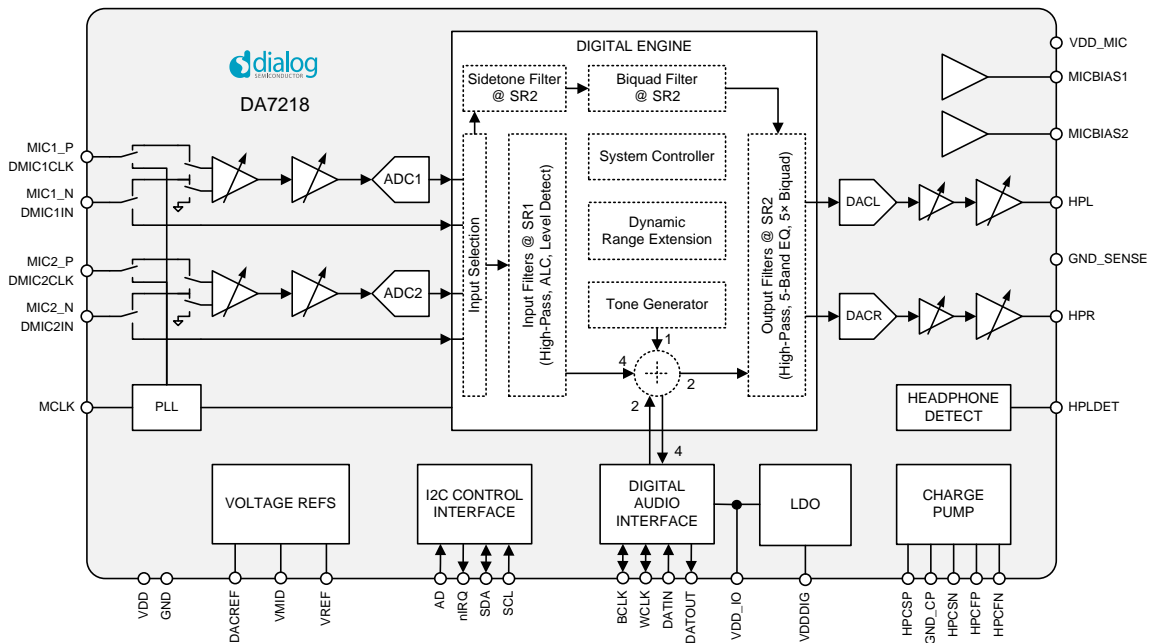 dialog
SEMICONDUCTOR
DA7218
DIGITAL ENGINE
Sidetone Filter
@ SR2
Biquad Filter
@ SR2
System Controller
Dynamic
Range Extension
Tone Generator
Input Selection
Input Filters @ SR1
(High-Pass, ALC, Level Detect)
Output Filters @ SR2
(High-Pass, 5-Band EQ, 5× Biquad)
1
4
2
2
4
MIC1_P
DMIC1CLK
MIC1_N
DMIC1IN
MIC2_P
DMIC2CLK
MIC2_N
DMIC2IN
MCLK
ADC1
ADC2
PLL
DACL
DACR
VDD_MIC
MICBIAS1
MICBIAS2
HPL
GND_SENSE
HPR
HPLDET
HEADPHONE
DETECT
VOLTAGE REFS
I2C CONTROL
INTERFACE
DIGITAL
AUDIO
INTERFACE
LDO
CHARGE
PUMP
VDD
GND
DACREF
VMID
VREF
AD
nIRQ
SDA
SCL
BCLK
WCLK
DATIN
DATOUT
VDD_IO
VDDDIG
HPCSP
GND_CP
HPCSN
HPCFP
HPCFN